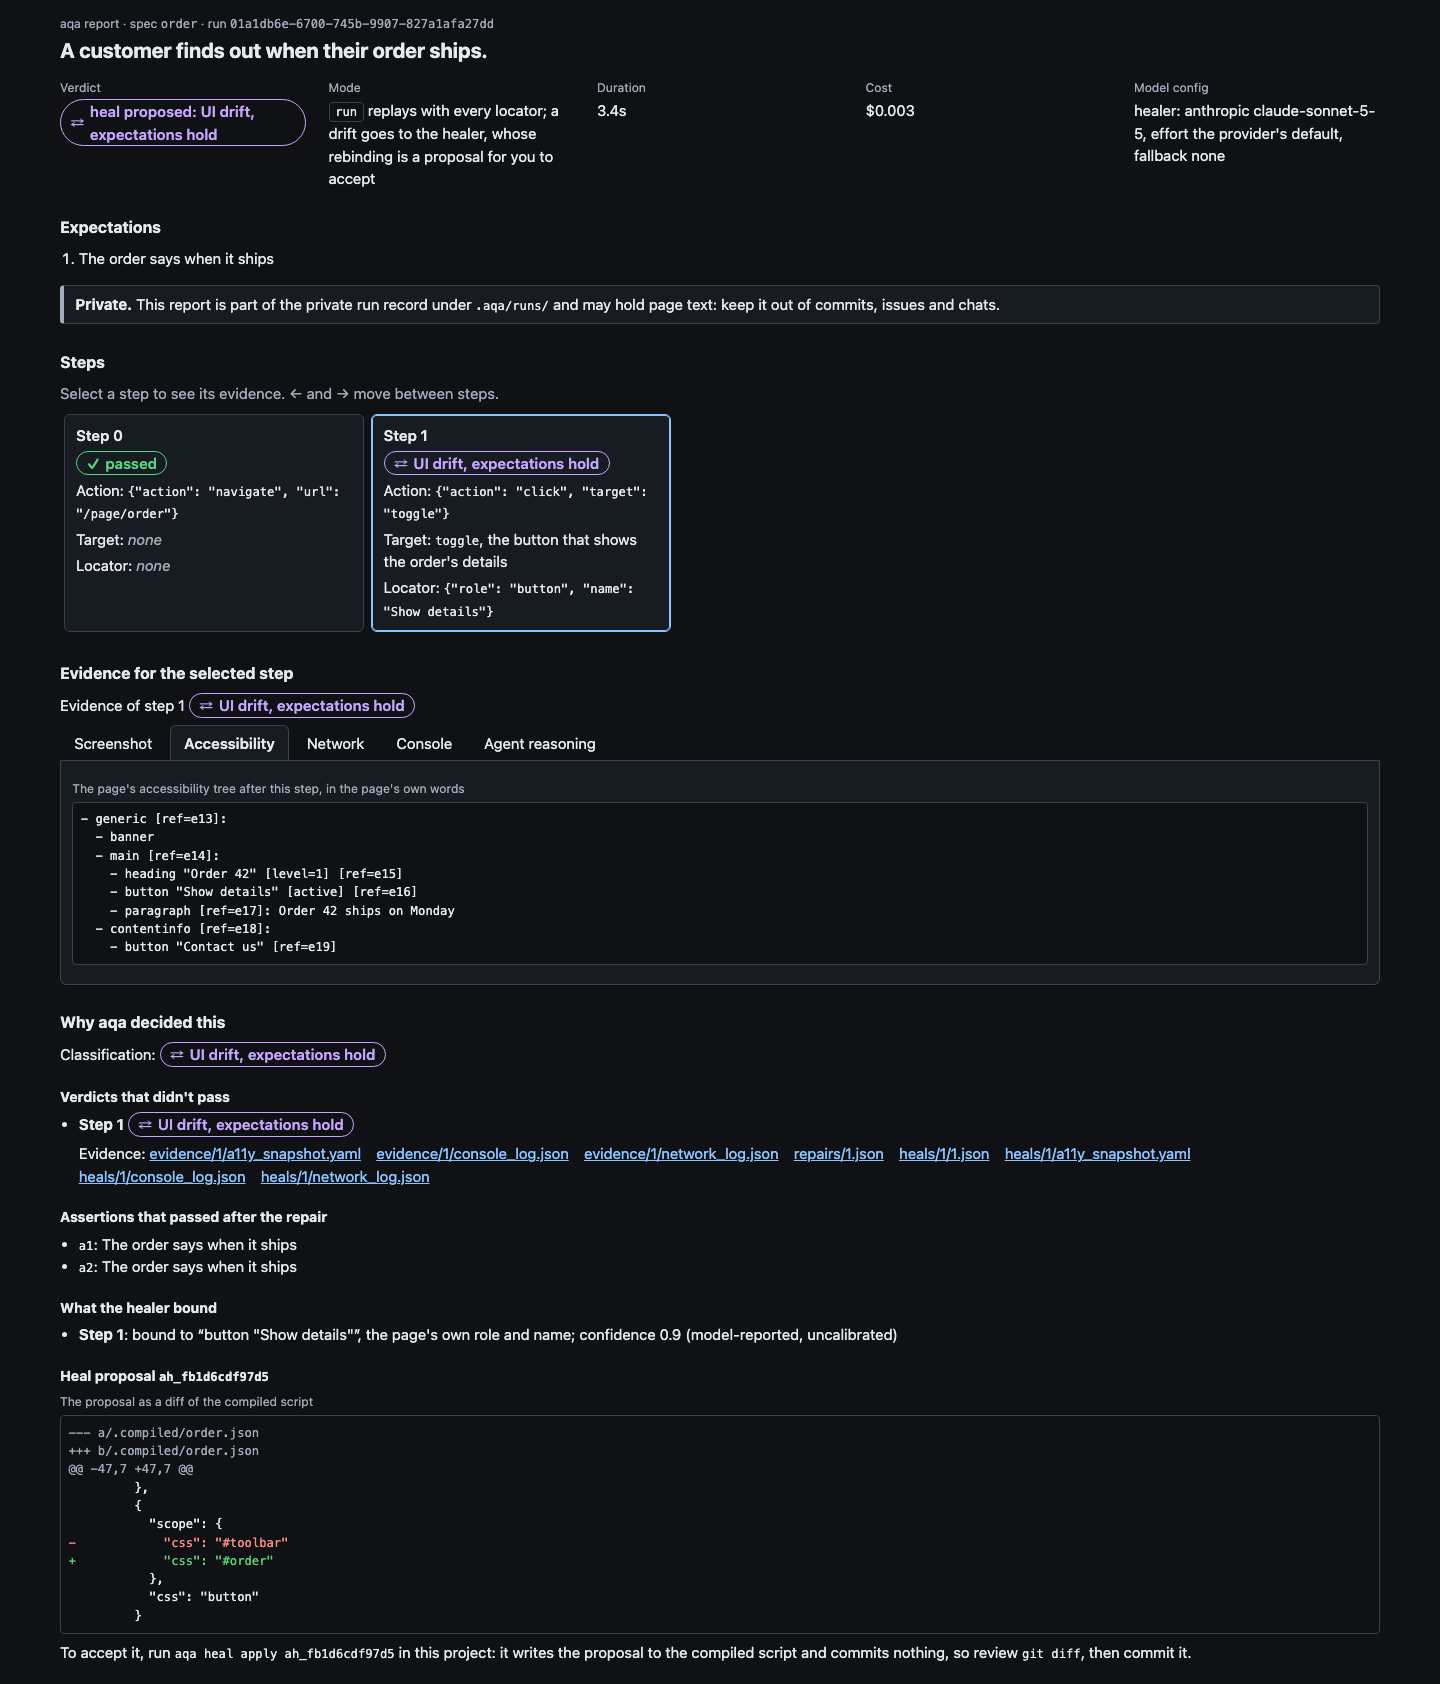 aqa report · spec order · run 01a1db6e-6700-745b-9907-827a1afa27dd
A customer finds out when their order ships.
Verdict
⇄ heal proposed: UI drift,
expectations hold
Mode
run replays with every locator; a
drift goes to the healer, whose
rebinding is a proposal for you to
accept
Duration
3.4s
Cost
$0.003
Model config
healer: anthropic claude-sonnet-5-
5, effort the provider's default,
fallback none
Expectations
1. The order says when it ships
Private. This report is part of the private run record under .aqa/runs/ and may hold page text: keep it out of commits, issues and chats.
Steps
Select a step to see its evidence. ← and → move between steps.
Step 0
✓ passed
Action: {"action": "navigate", "url":
"/page/order"}
Target: none
Locator: none
Step 1
⇄ UI drift, expectations hold
Action: {"action": "click", "target":
"toggle"}
Target: toggle, the button that shows
the order's details
Locator: {"role": "button", "name":
"Show details"}
Evidence for the selected step
Evidence of step 1 ⇄ UI drift, expectations hold
Screenshot Accessibility Network Console Agent reasoning
The page's accessibility tree after this step, in the page's own words
- generic [ref=e13]:
  - banner
  - main [ref=e14]:
    - heading "Order 42" [level=1] [ref=e15]
    - button "Show details" [active] [ref=e16]
    - paragraph [ref=e17]: Order 42 ships on Monday
  - contentinfo [ref=e18]:
    - button "Contact us" [ref=e19]
Why aqa decided this
Classification: ⇄ UI drift, expectations hold
Verdicts that didn't pass
• Step 1 ⇄ UI drift, expectations hold
Evidence: evidence/1/a11y_snapshot.yaml evidence/1/console_log.json evidence/1/network_log.json repairs/1.json heals/1/1.json heals/1/a11y_snapshot.yaml
heals/1/console_log.json heals/1/network_log.json
Assertions that passed after the repair
• a1: The order says when it ships
• a2: The order says when it ships
What the healer bound
• Step 1: bound to “button "Show details"”, the page's own role and name; confidence 0.9 (model-reported, uncalibrated)
Heal proposal ah_fb1d6cdf97d5
The proposal as a diff of the compiled script
--- a/.compiled/order.json
+++ b/.compiled/order.json
@@ -47,7 +47,7 @@
         },
         {
           "scope": {
-            "css": "#toolbar"
+            "css": "#order"
           },
           "css": "button"
         }
To accept it, run aqa heal apply ah_fb1d6cdf97d5 in this project: it writes the proposal to the compiled script and commits nothing, so review git diff, then commit it.